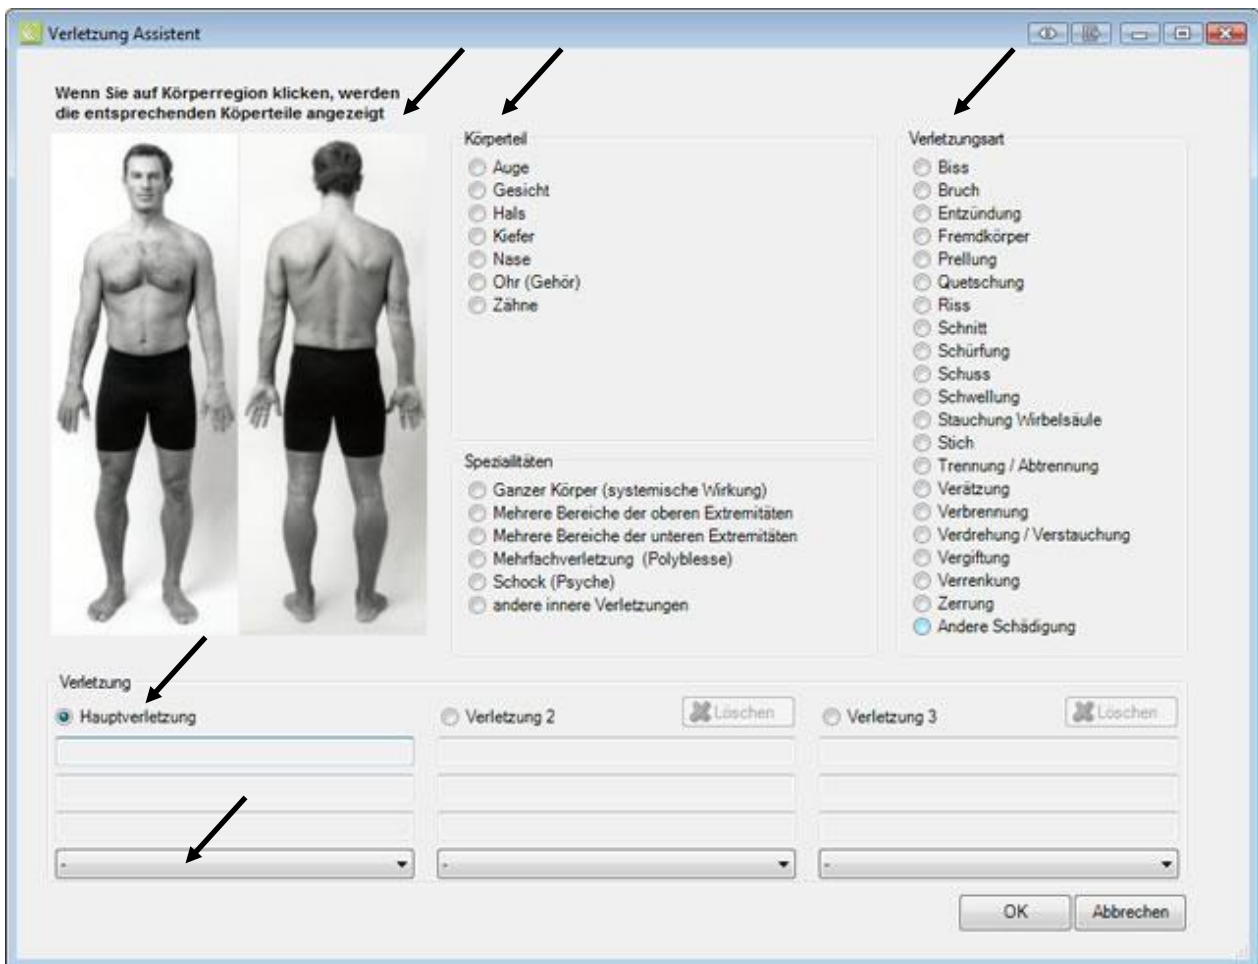 Verletzung Assistent
Wenn Sie auf Körperregion klicken, werden
die entsprechenden Köperteile angezeigt
Körperteil
Auge
Gesicht
Hals
Kiefer
Nase
Ohr (Gehör)
Zähne
Spezialitäten
Ganzer Körper (systemische Wirkung)
Mehrere Bereiche der oberen Extremitäten
Mehrere Bereiche der unteren Extremitäten
Mehrfachverletzung (Polyblesse)
Schock (Psyche)
andere innere Verletzungen
Verletzungsart
Biss
Bruch
Entzündung
Fremdkörper
Prellung
Quetschung
Riss
Schnitt
Schürfung
Schuss
Schwellung
Stauchung Wirbelsäule
Stich
Trennung / Abtrennung
Verätzung
Verbrennung
Verdrehung / Verstauchung
Vergiftung
Verrenkung
Zerrung
Andere Schädigung
Verletzung
Hauptverletzung
-
Verletzung 2
Löschen
-
Verletzung 3
Löschen
-
OK
Abbrechen